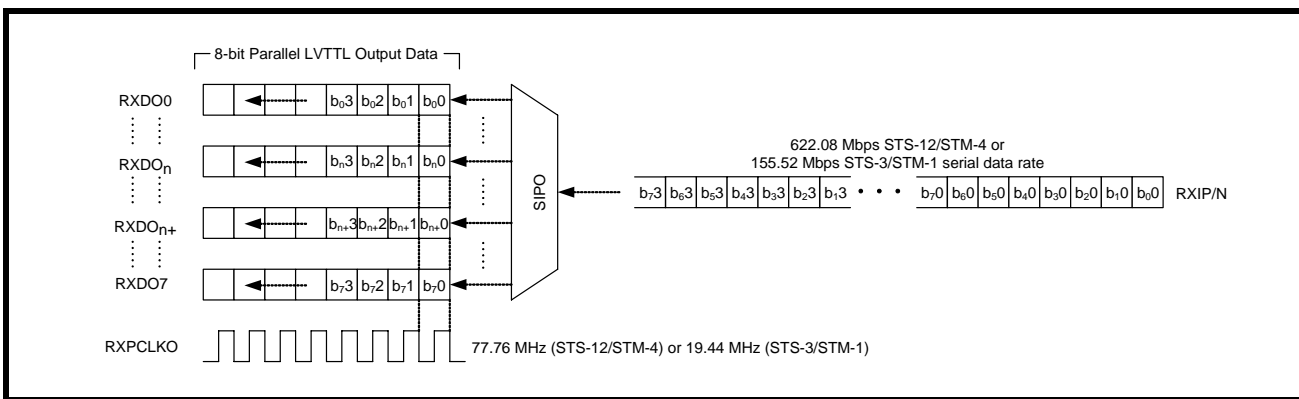 8-bit Parallel LVTTL Output Data
RXDO0
b₀3 b₀2 b₀1 b₀0
RXDOn
bₙ3 bₙ2 bₙ1 bₙ0
RXDOn+
bₙ₊3 bₙ₊2 bₙ₊1 bₙ₊0
RXDO7
b₇3 b₇2 b₇1 b₇0
RXPCLKO
77.76 MHz (STS-12/STM-4) or 19.44 MHz (STS-3/STM-1)
SIPO
622.08 Mbps STS-12/STM-4 or
155.52 Mbps STS-3/STM-1 serial data rate
b₇3 b₆3 b₅3 b₄3 b₃3 b₂3 b₁3 • • • b₇0 b₆0 b₅0 b₄0 b₃0 b₂0 b₁0 b₀0 RXIP/N